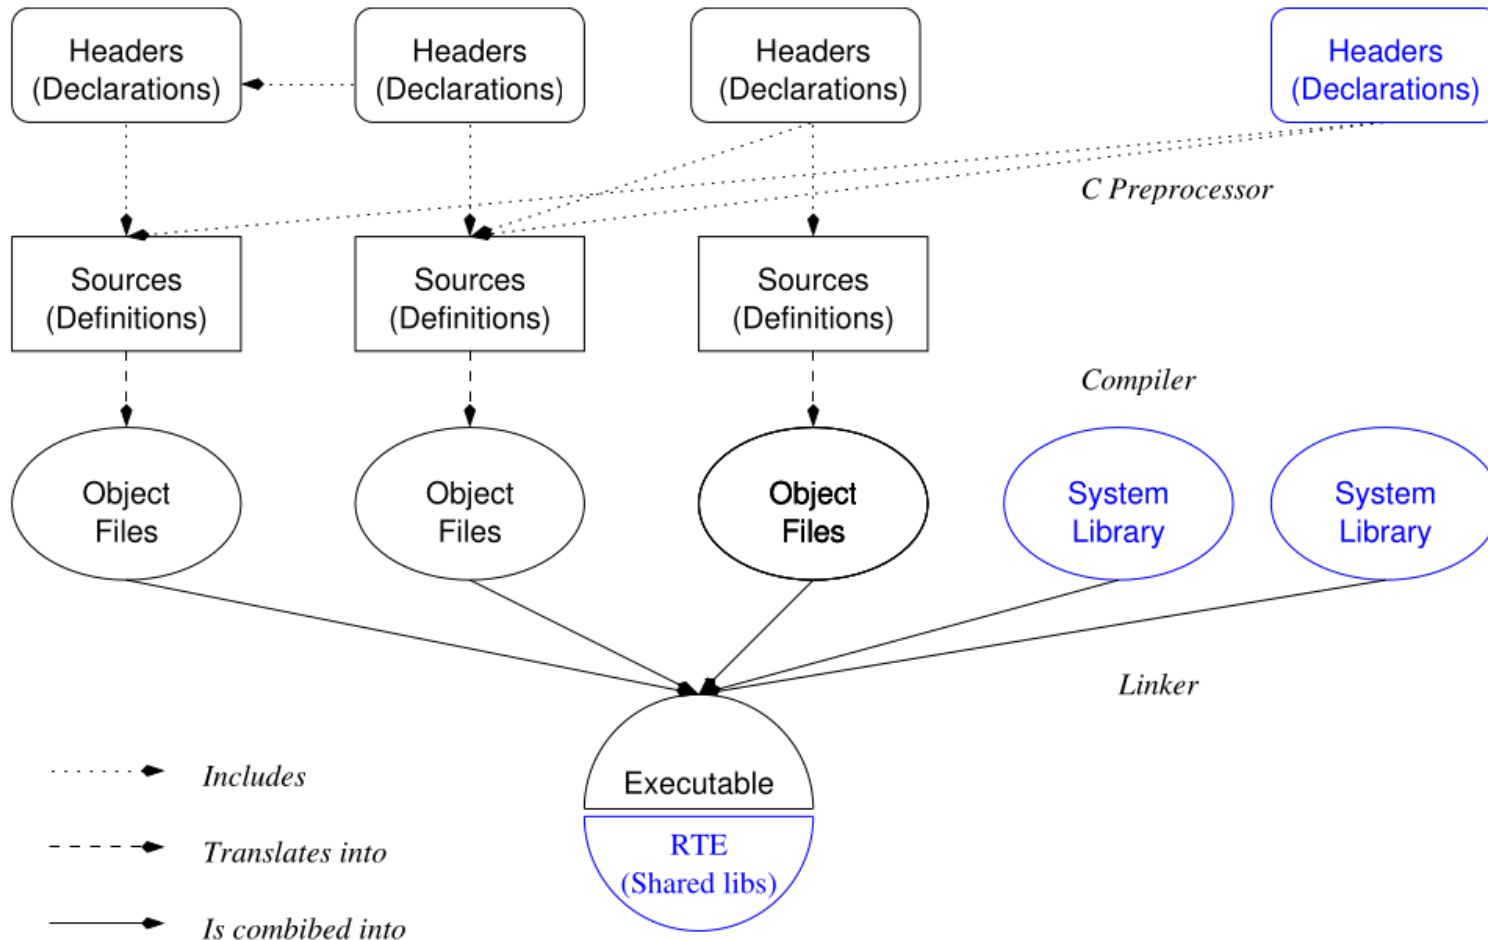 Headers
(Declarations)
Headers
(Declarations)
Headers
(Declarations)
Headers
(Declarations)
C Preprocessor
Sources
(Definitions)
Sources
(Definitions)
Sources
(Definitions)
Compiler
Object
Files
Object
Files
Object
Files
System
Library
System
Library
Linker
Executable
RTE
(Shared libs)
Includes
Translates into
Is combibed into